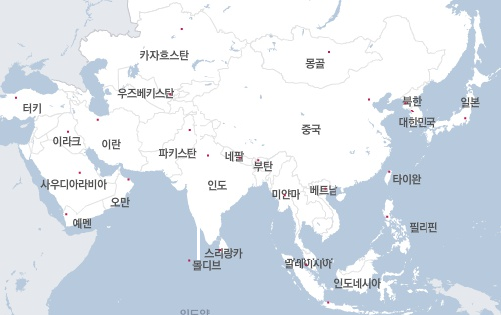 카자흐스탄
몽골
우즈베키스탄
터키
북한
일본
대한민국
이라크
이란
중국
파키스탄
네팔
부탄
사우디아라비아
인도
미얀마
베트남
타이완
오만
예멘
필리핀
스리랑카
몰디브
말레이시아
인도네시아
인도양